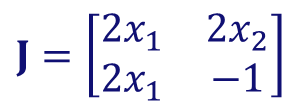 J = [2x₁ 2x₂
2x₁ −1]